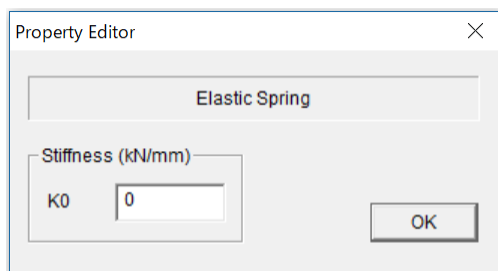 Property Editor
Elastic Spring
Stiffness (kN/mm)
K0 0
OK